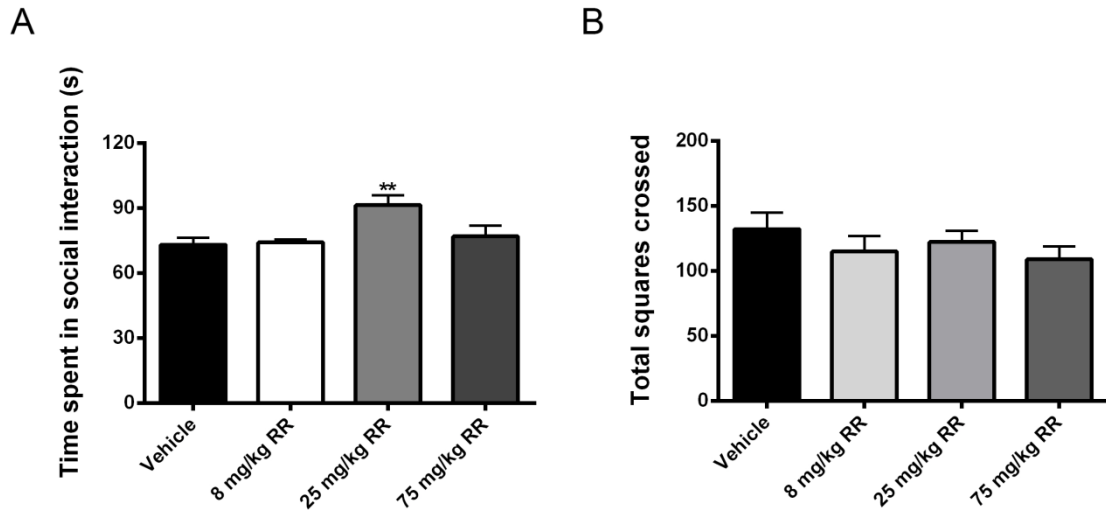 A
Time spent in social interaction (s)
120
90
60
30
0
**
Vehicle
8 mg/kg RR
25 mg/kg RR
75 mg/kg RR
B
Total squares crossed
200
150
100
50
0
Vehicle
8 mg/kg RR
25 mg/kg RR
75 mg/kg RR